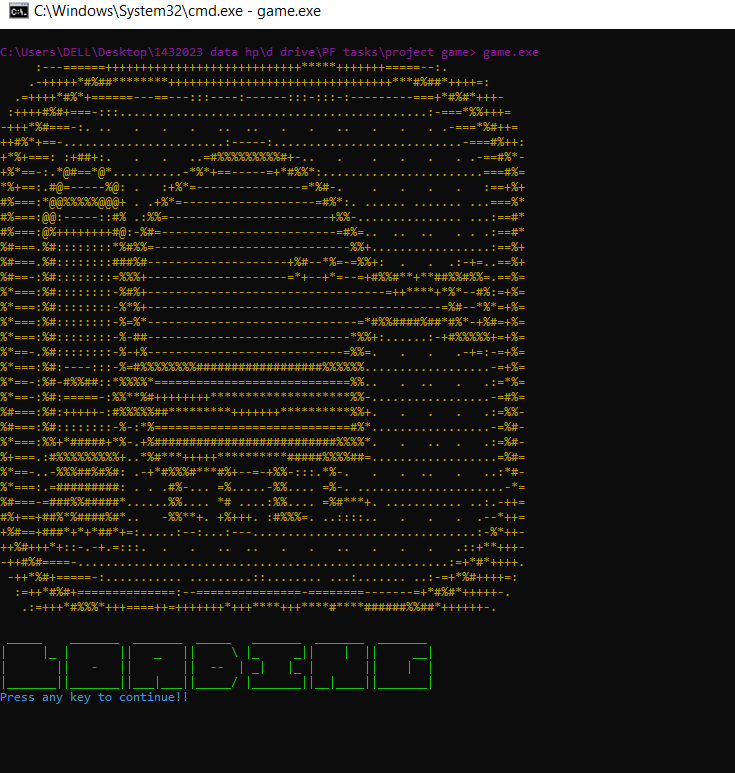 C:\Windows\System32\cmd.exe - game.exe
C:\Users\DELL\Desktop\1432023 data hp\d drive\PF tasks\project game> game.exe
Press any key to continue!!